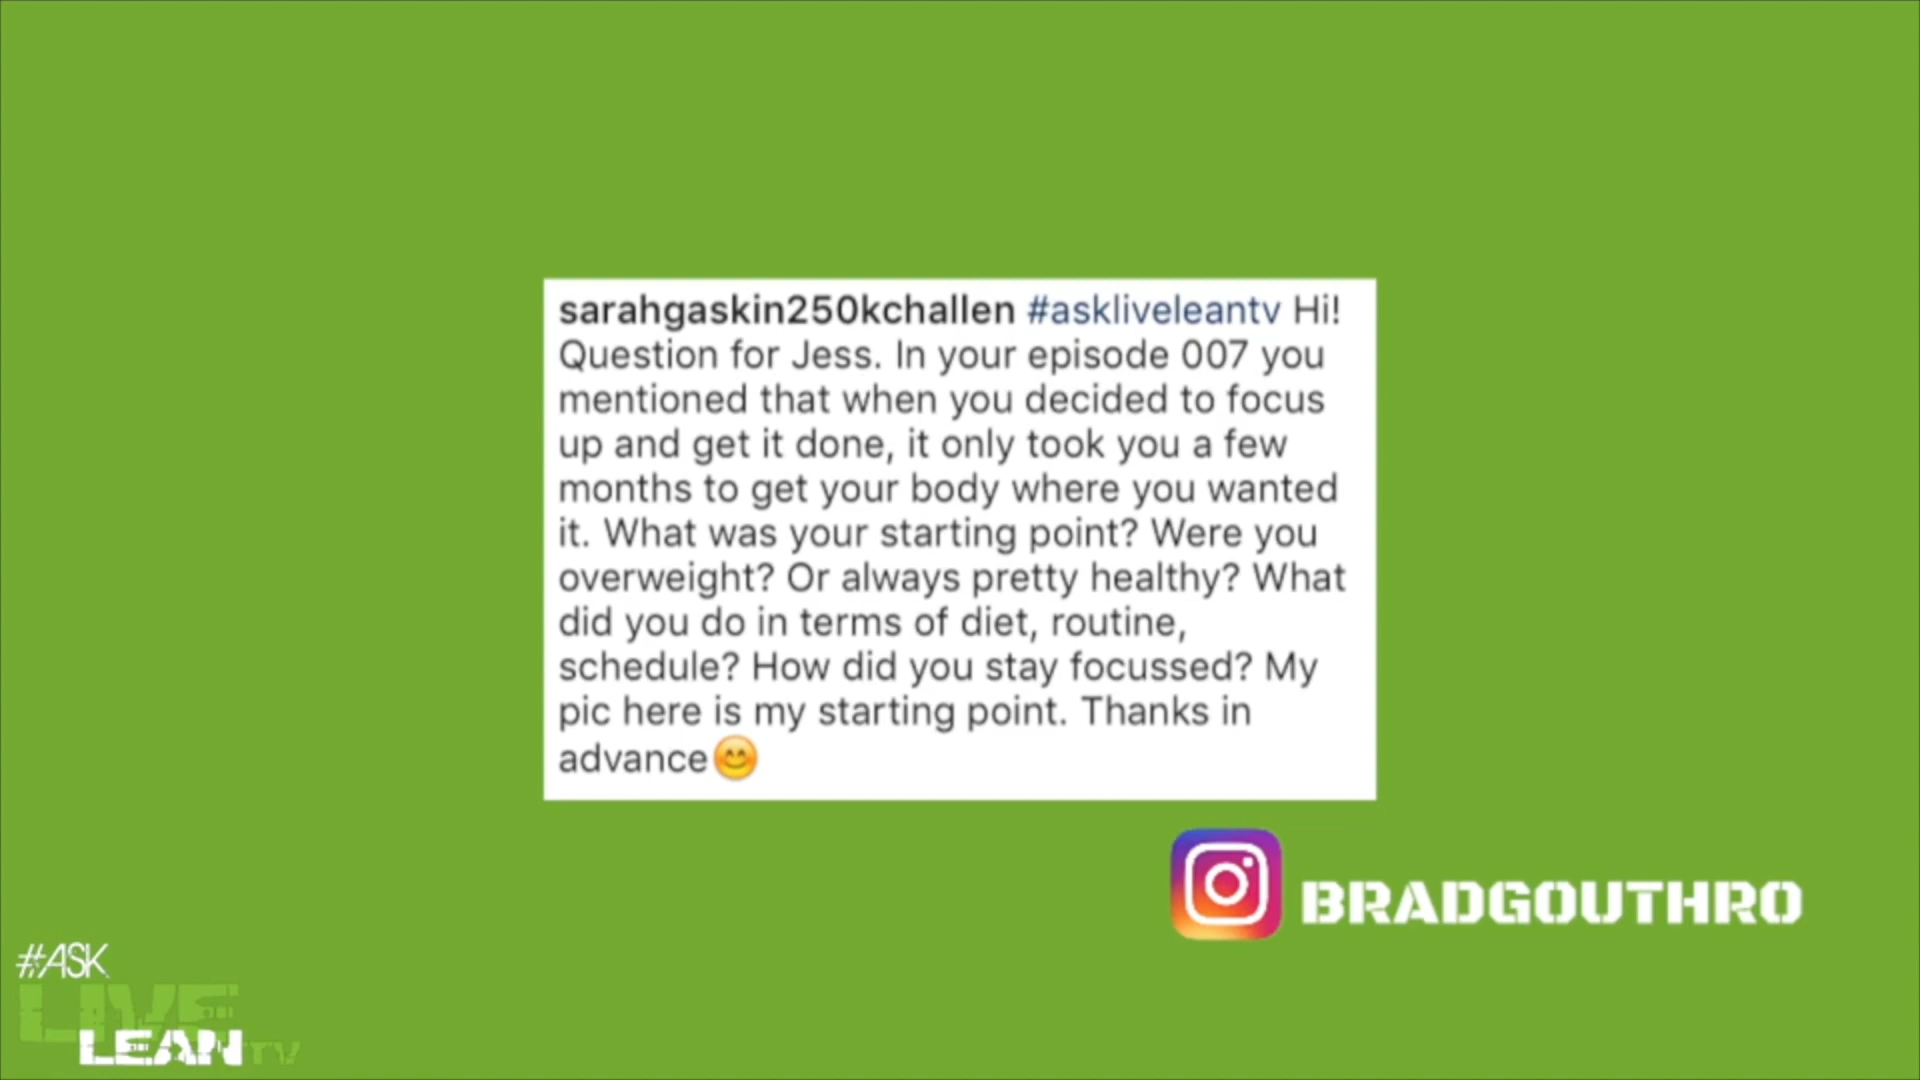 sarahgaskin250kchallen #askliveleantv Hi!
Question for Jess. In your episode 007 you
mentioned that when you decided to focus
up and get it done, it only took you a few
months to get your body where you wanted
it. What was your starting point? Were you
overweight? Or always pretty healthy? What
did you do in terms of diet, routine,
schedule? How did you stay focussed? My
pic here is my starting point. Thanks in
advance😊
BRADGOUTHRO
#ASK
LIVE
LEAN TV